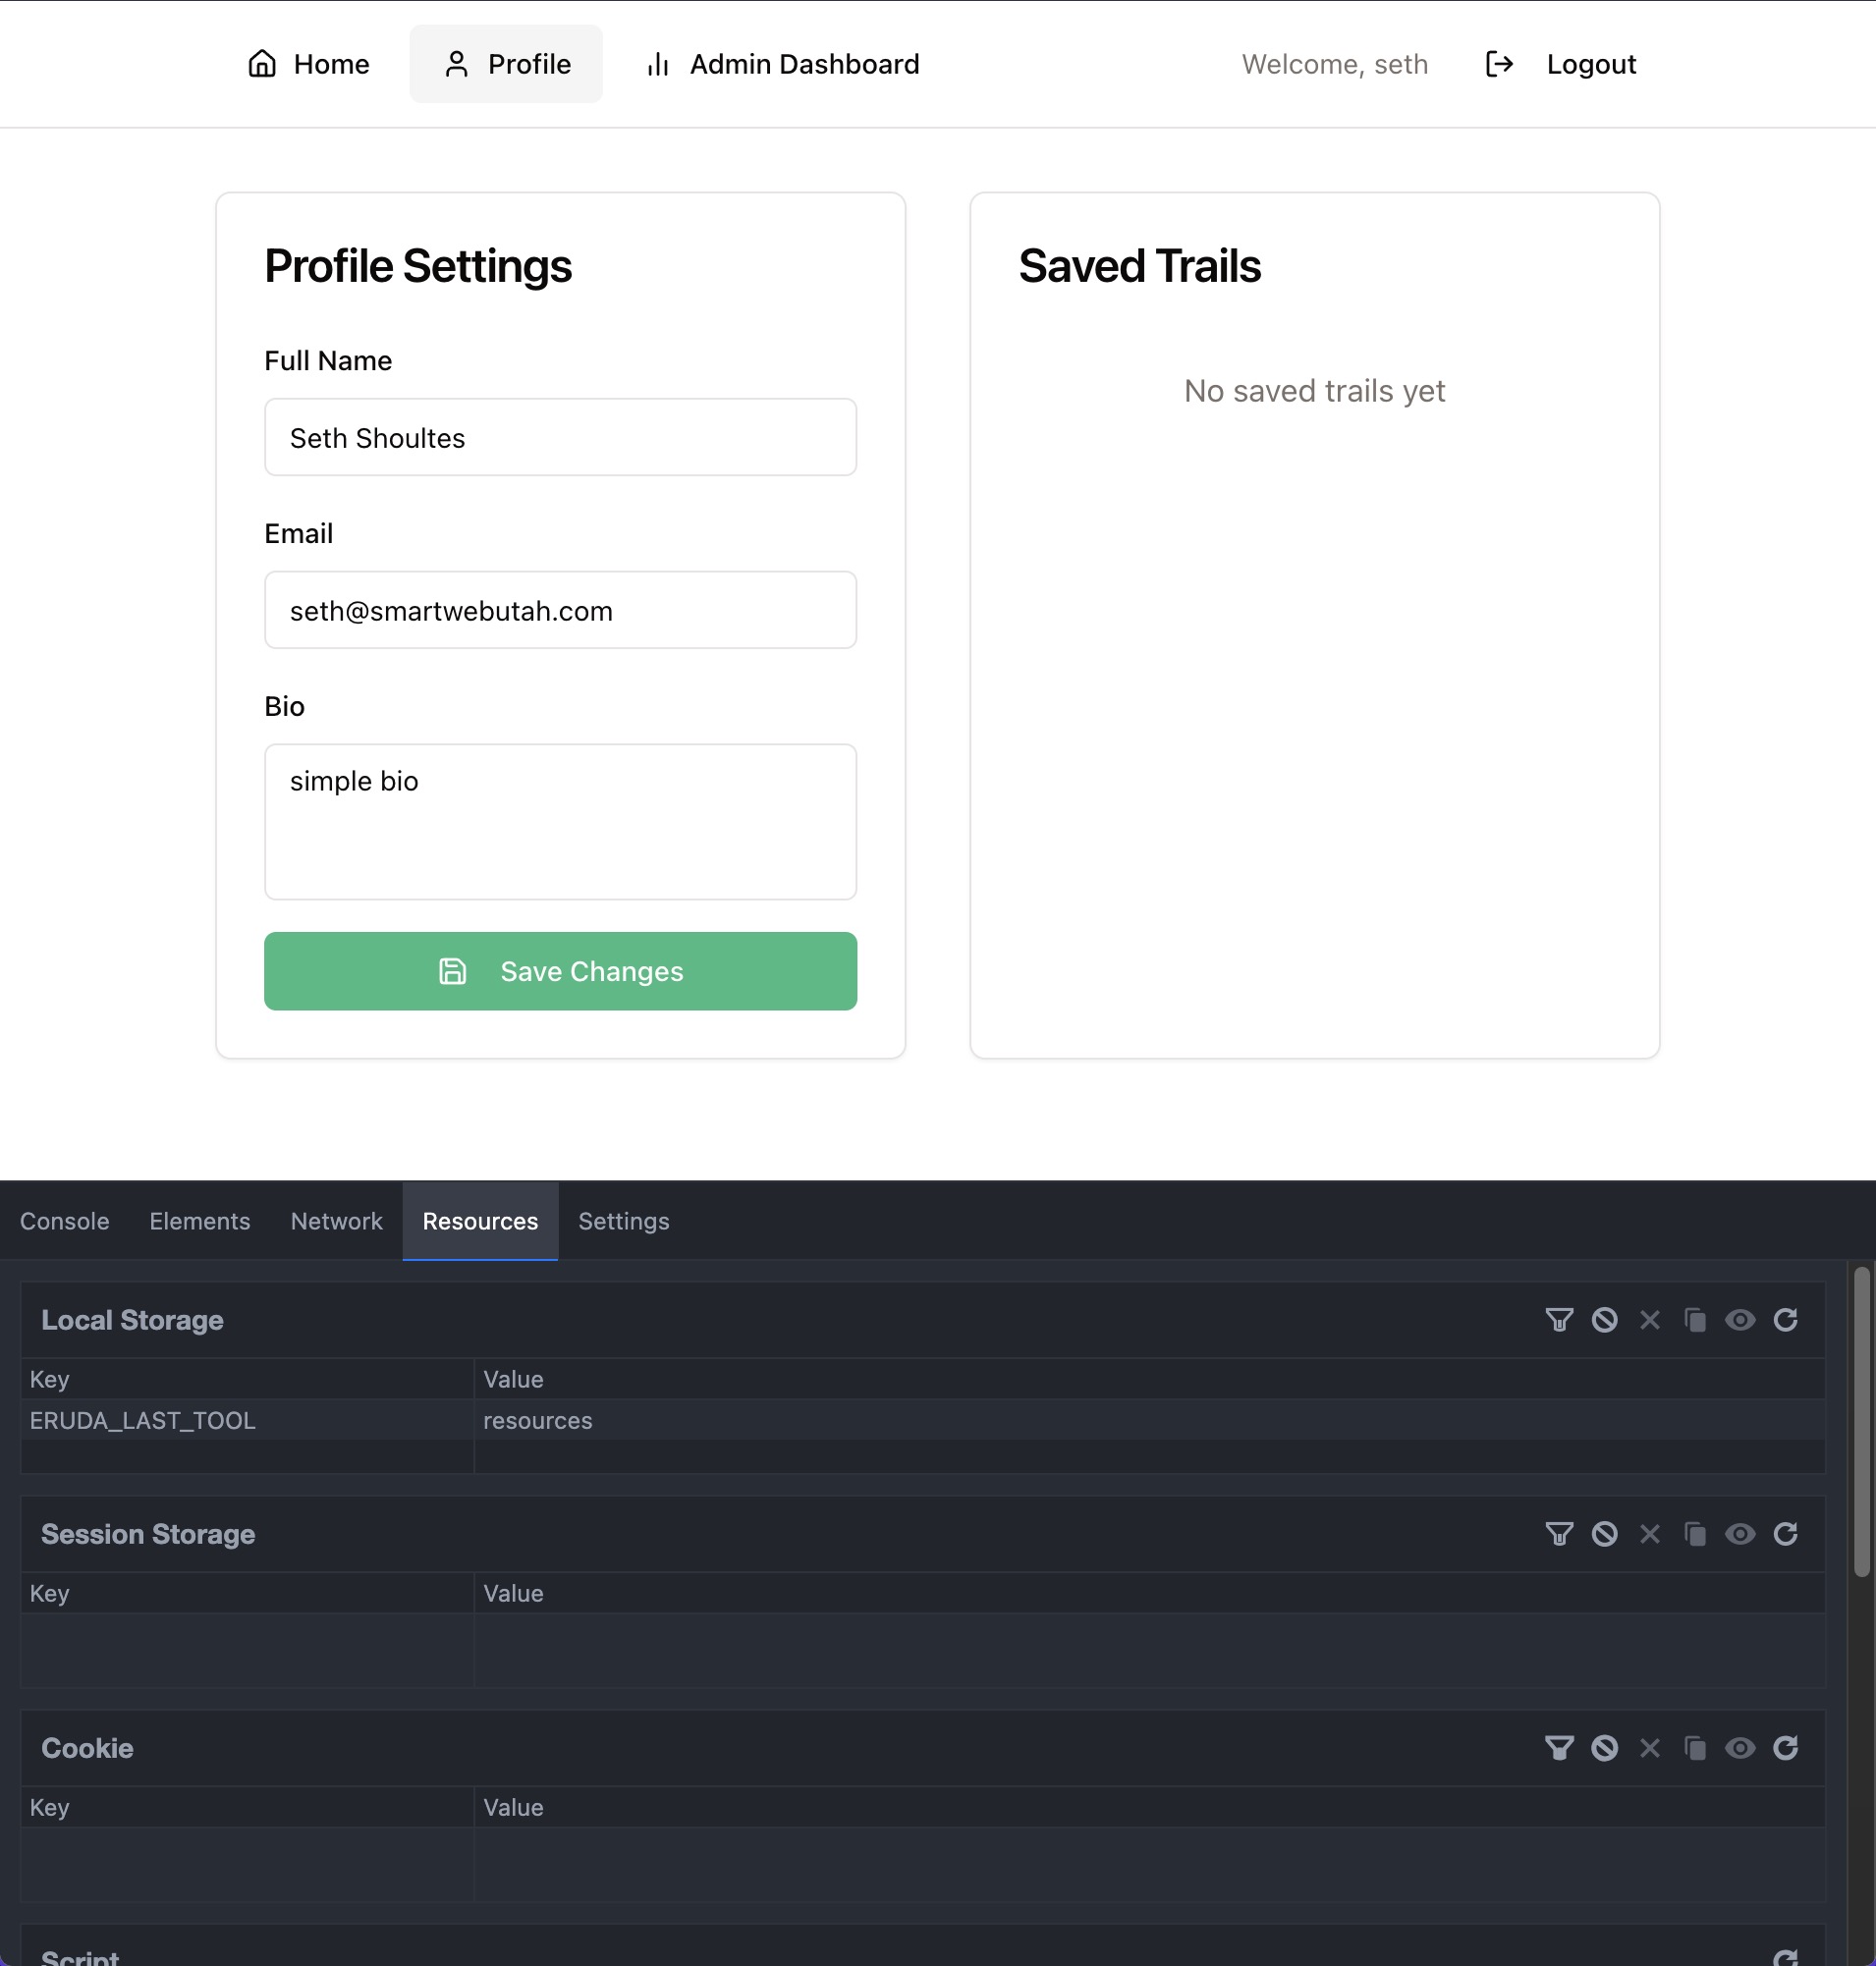 Home
Profile
Admin Dashboard
Welcome, seth
Logout
Profile Settings
Full Name
Seth Shoultes
Email
seth@smartwebutah.com
Bio
simple bio
Save Changes
Saved Trails
No saved trails yet
Console
Elements
Network
Resources
Settings
Local Storage
Key
Value
ERUDA_LAST_TOOL
resources
Session Storage
Key
Value
Cookie
Key
Value
Script